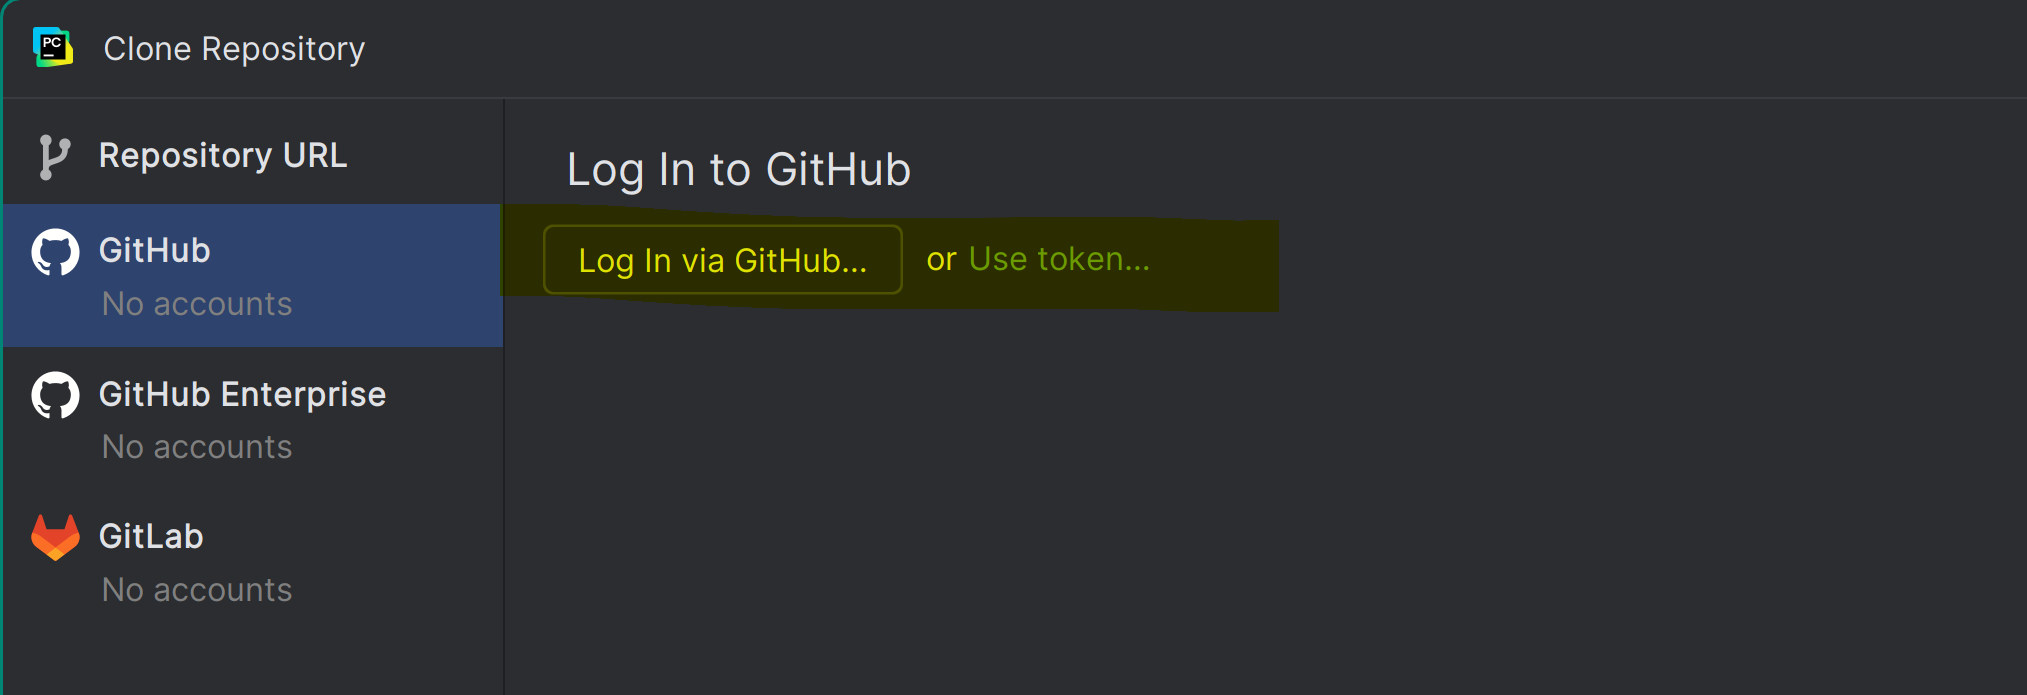 PC
Clone Repository
Repository URL
GitHub
No accounts
GitHub Enterprise
No accounts
GitLab
No accounts
Log In to GitHub
Log In via GitHub... or Use token...